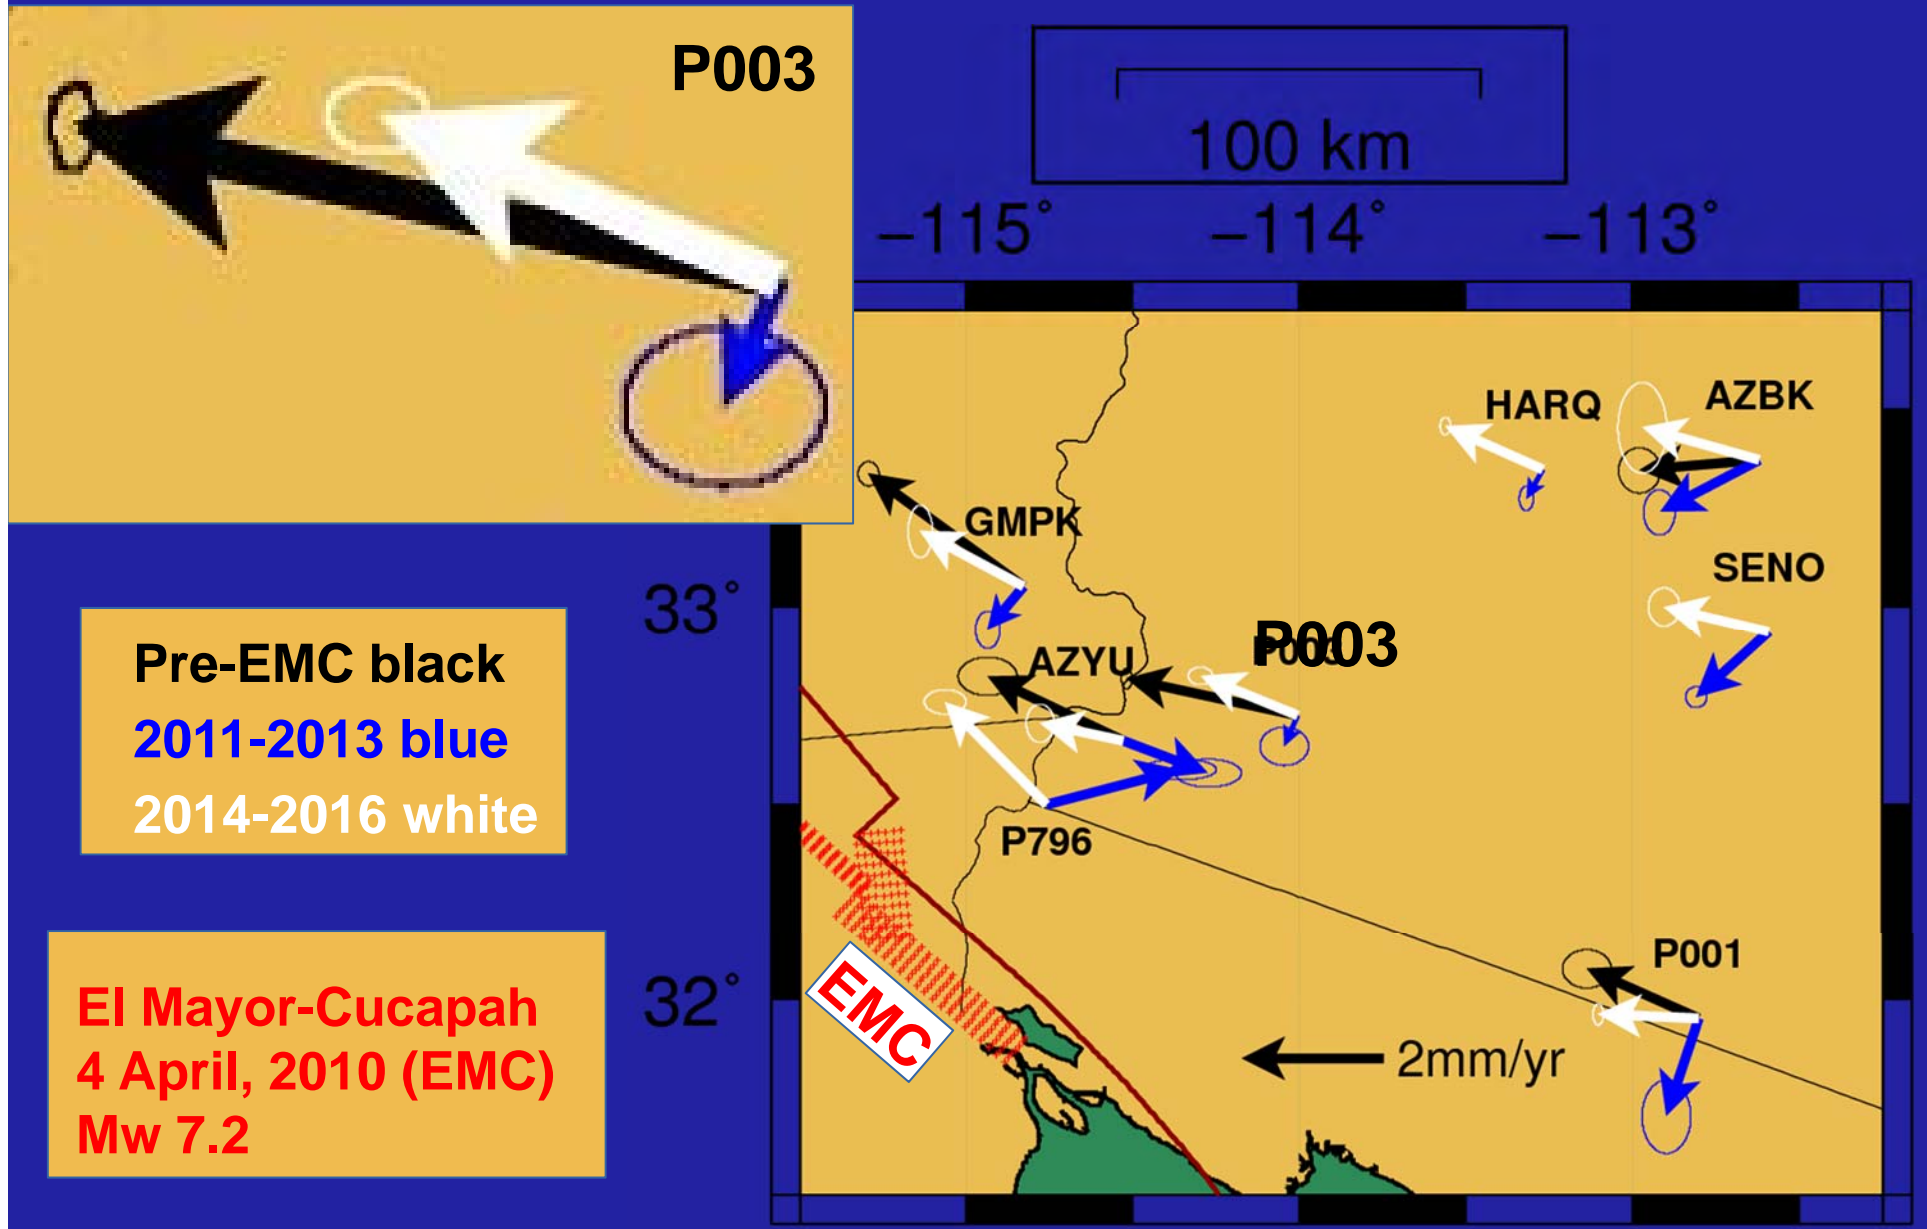 P003
100 km
−115°
−114°
−113°
HARQ
AZBK
GMPK
SENO
33°
Pre-EMC black
2011-2013 blue
2014-2016 white
AZYU
P003
P003
P796
P001
32°
EMC
2mm/yr
El Mayor-Cucapah
4 April, 2010 (EMC)
Mw 7.2